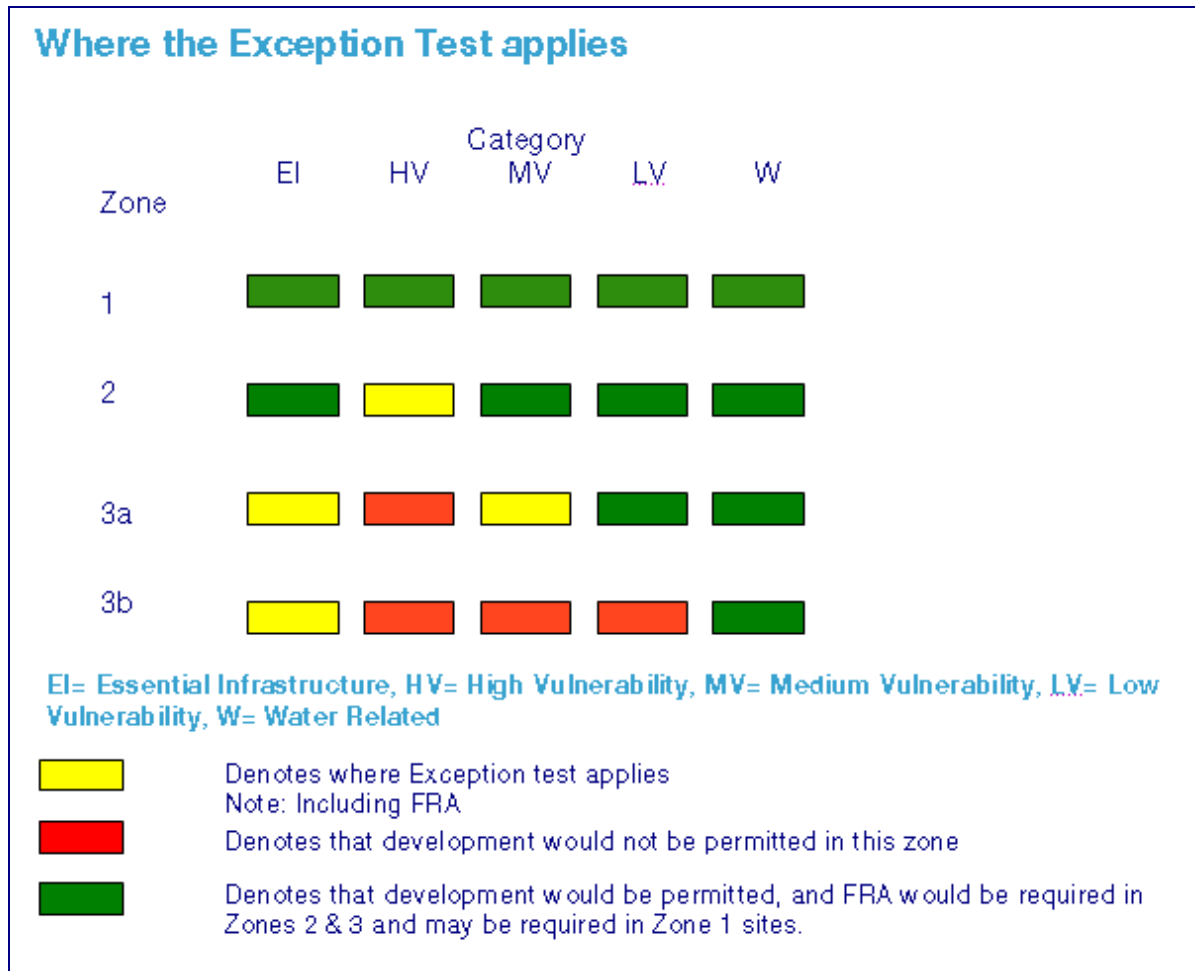 Where the Exception Test applies
Category
EI HV MV LV W
Zone
1
2
3a
3b
EI= Essential Infrastructure, HV= High Vulnerability, MV= Medium Vulnerability, LV= Low
Vulnerability, W= Water Related
Denotes where Exception test applies
Note: Including FRA
Denotes that development would not be permitted in this zone
Denotes that development would be permitted, and FRA would be required in
Zones 2 & 3 and may be required in Zone 1 sites.